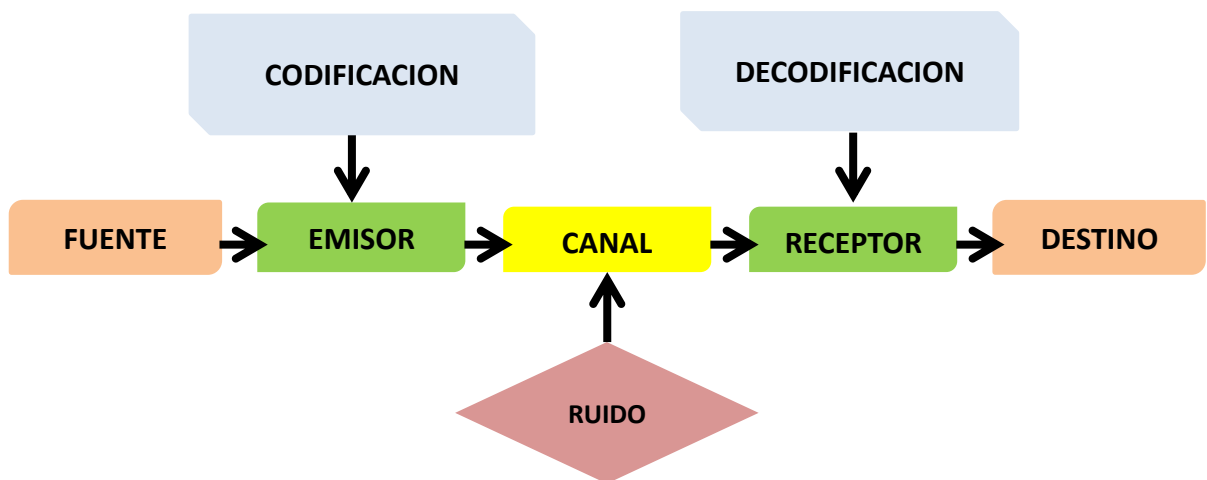 CODIFICACION
DECODIFICACION
FUENTE
EMISOR
CANAL
RECEPTOR
DESTINO
RUIDO